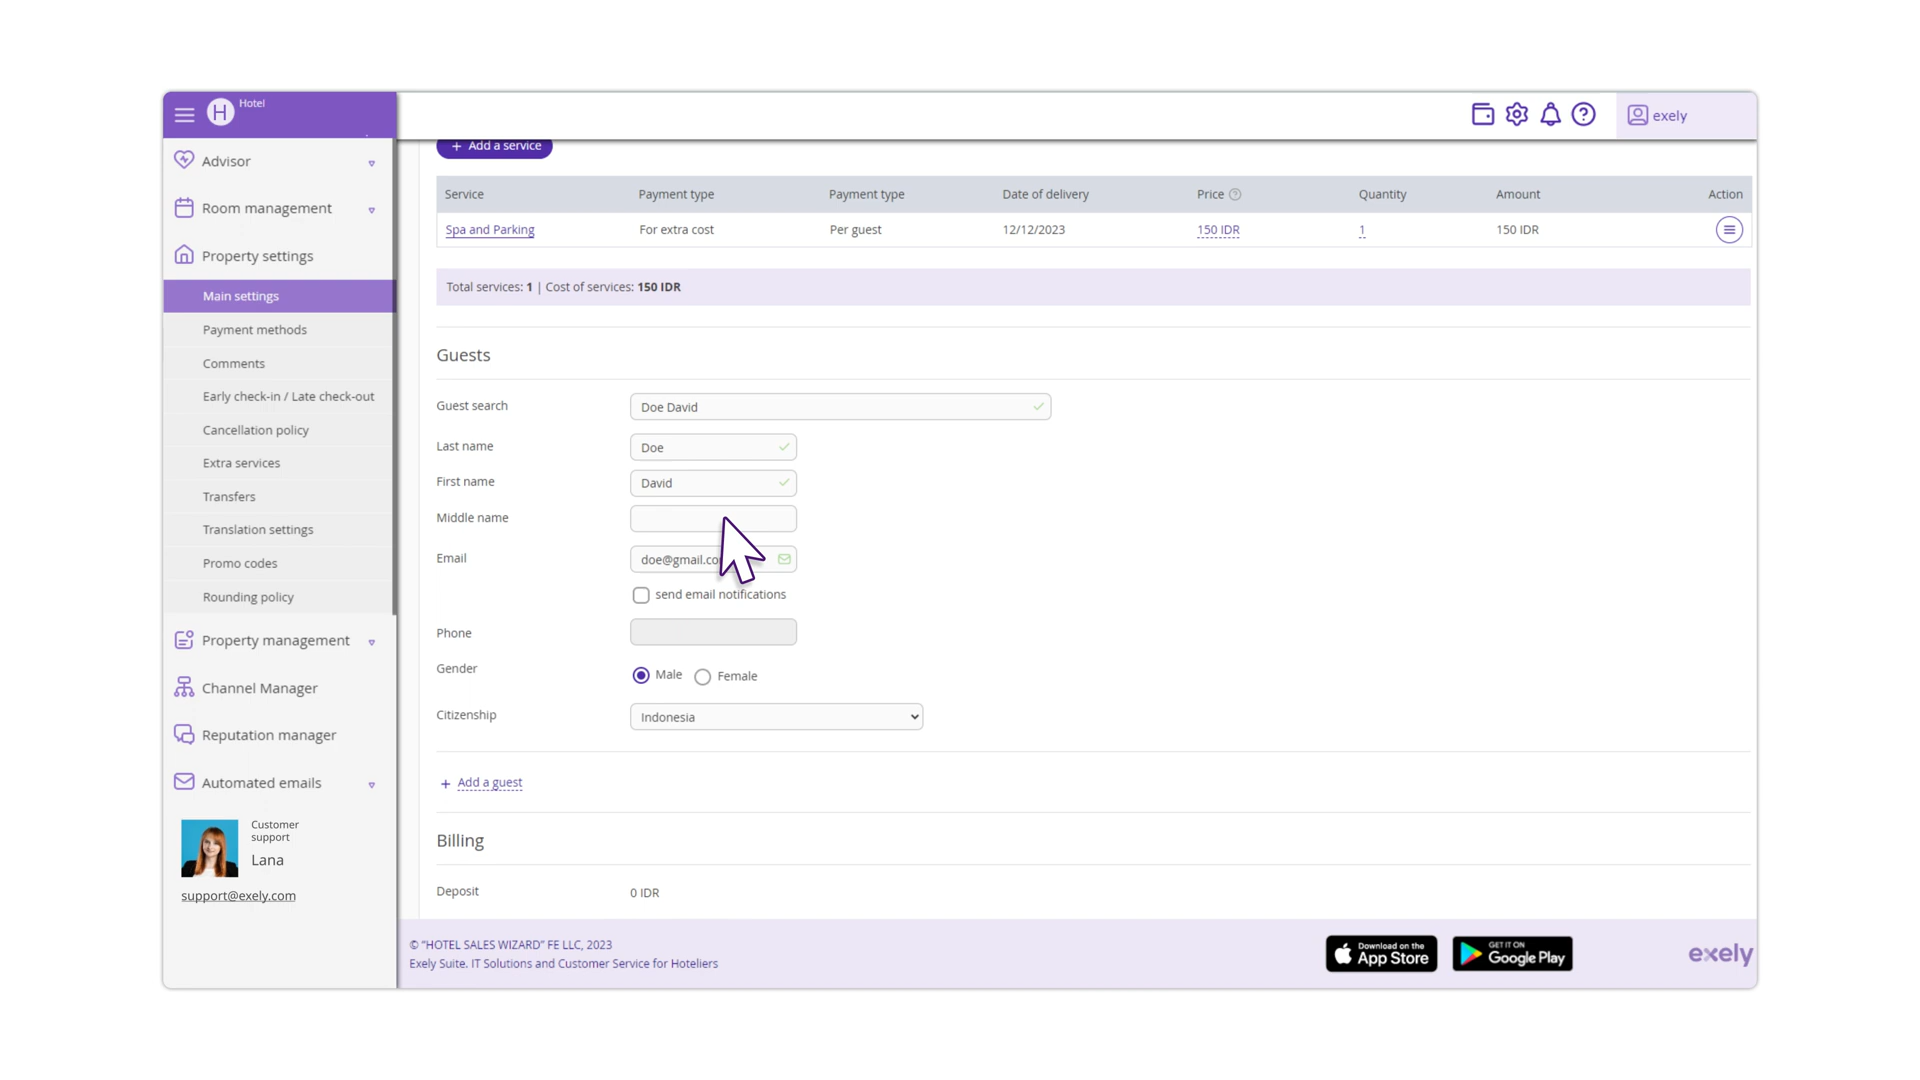 H Hotel
exely
Advisor
Room management
Property settings
Main settings
Payment methods
Comments
Early check-in / Late check-out
Cancellation policy
Extra services
Transfers
Translation settings
Promo codes
Rounding policy
Property management
Channel Manager
Reputation manager
Automated emails
Customer
support
Lana
support@exely.com
+ Add a service
Service Payment type Payment type Date of delivery Price ? Quantity Amount Action
Spa and Parking For extra cost Per guest 12/12/2023 150 IDR 1 150 IDR
Total services: 1 | Cost of services: 150 IDR
Guests
Guest search Doe David
Last name Doe
First name David
Middle name
Email doe@gmail.co
send email notifications
Phone
Gender Male Female
Citizenship Indonesia
+ Add a guest
Billing
Deposit 0 IDR
© "HOTEL SALES WIZARD" FE LLC, 2023
Exely Suite. IT Solutions and Customer Service for Hoteliers
Download on the
App Store
GET IT ON
Google Play
exely